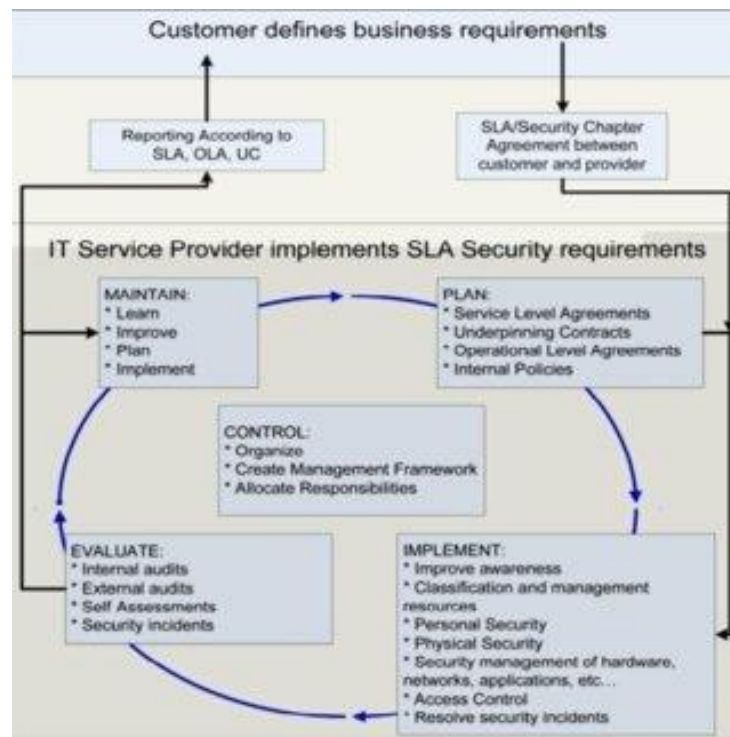 Customer defines business requirements
Reporting According to
SLA, OLA, UC
SLA/Security Chapter
Agreement between
customer and provider
IT Service Provider implements SLA Security requirements
MAINTAIN:
* Learn
* Improve
* Plan
* Implement
PLAN:
* Service Level Agreements
* Underpinning Contracts
* Operational Level Agreements
* Internal Policies
CONTROL:
* Organize
* Create Management Framework
* Allocate Responsibilities
EVALUATE:
* Internal audits
* External audits
* Self Assessments
* Security incidents
IMPLEMENT:
* Improve awareness
* Classification and management
resources
* Personal Security
* Physical Security
* Security management of hardware,
networks, applications, etc...
* Access Control
* Resolve security incidents